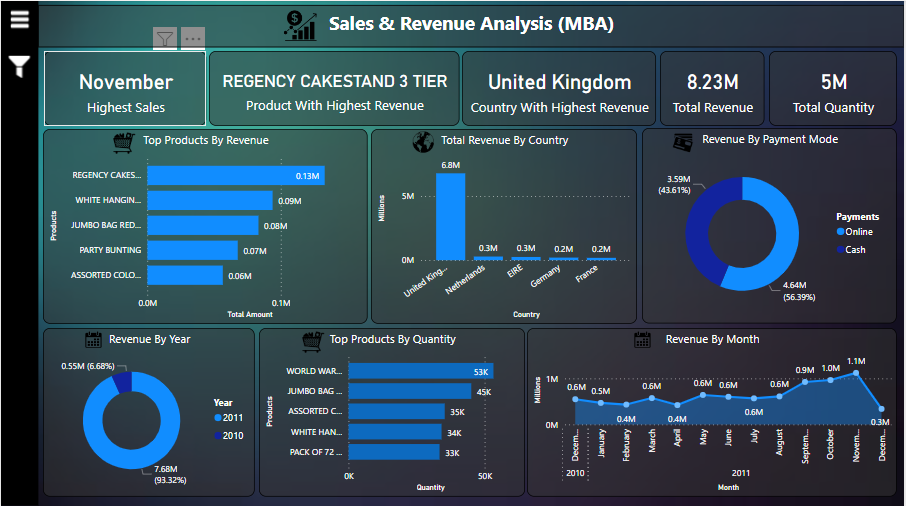 Sales & Revenue Analysis (MBA)
November
Highest Sales
REGENCY CAKESTAND 3 TIER
Product With Highest Revenue
United Kingdom
Country With Highest Revenue
8.23M
Total Revenue
5M
Total Quantity
Top Products By Revenue
Products
REGENCY CAKES...
0.13M
WHITE HANGIN...
0.09M
JUMBO BAG RED...
0.08M
PARTY BUNTING
0.07M
ASSORTED COLO...
0.06M
0.0M
0.1M
Total Amount
Total Revenue By Country
Millions
5M
0M
6.8M
0.3M
0.3M
0.2M
0.2M
United King...
Netherlands
EIRE
Germany
France
Country
Revenue By Payment Mode
3.59M
(43.61%)
4.64M
(56.39%)
Payments
Online
Cash
Revenue By Year
0.55M (6.68%)
7.68M
(93.32%)
Year
2011
2010
Top Products By Quantity
Products
WORLD WAR...
53K
JUMBO BAG ...
45K
ASSORTED C...
35K
WHITE HAN...
34K
PACK OF 72 ...
33K
0K
50K
Quantity
Revenue By Month
Millions
1M
0M
0.6M
0.5M
0.4M
0.6M
0.4M
0.6M
0.6M
0.6M
0.6M
0.9M
1.0M
1.1M
0.3M
Decem...
January
February
March
April
May
June
July
August
Septem...
October
Novem...
Decem...
2010
2011
Month